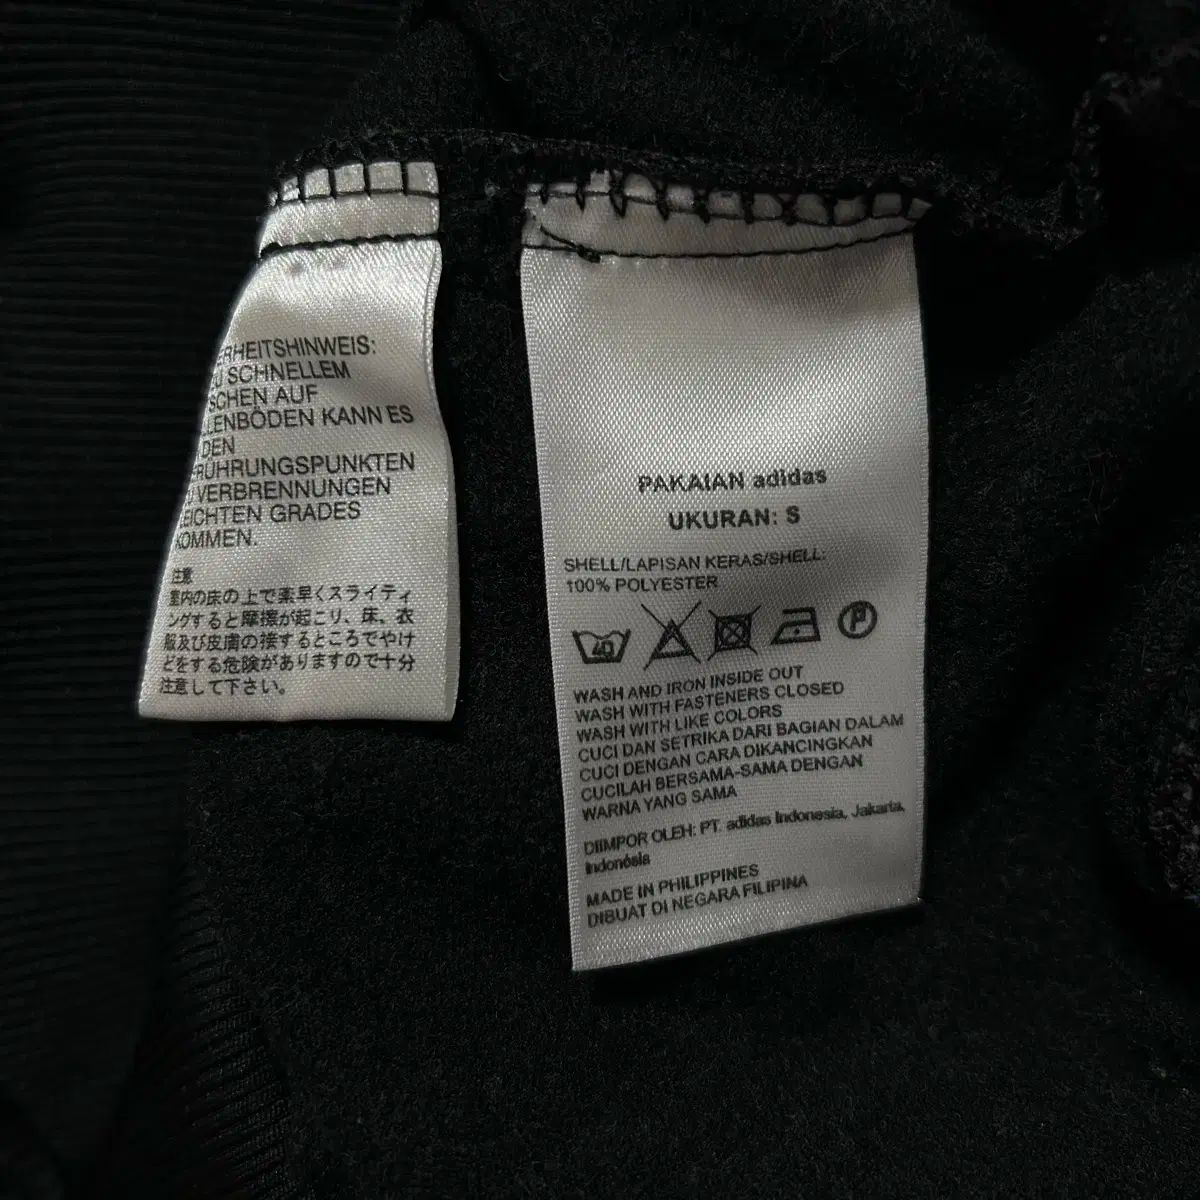 ERHEITSHINWEIS:
SCHNELLEM
SCHEN AUF
LENBÖDEN KANN ES
DEN
RÜHRUNGSPUNKTEN
VERBRENNUNGEN
EICHTEN GRADES
KOMMEN.
注意
室内の床の上で素早くスライディ
ングすると摩擦が起こり、床、衣
服及び皮膚の接するところでやけ
どをする危険がありますので十分
注意して下さい。
PAKAIAN adidas
UKURAN: S
SHELL/LAPISAN KERAS/SHELL:
100% POLYESTER
40
P
WASH AND IRON INSIDE OUT
WASH WITH FASTENERS CLOSED
WASH WITH LIKE COLORS
CUCI DAN SETRIKA DARI BAGIAN DALAM
CUCI DENGAN CARA DIKANCINGKAN
CUCILAH BERSAMA-SAMA DENGAN
WARNA YANG SAMA
DIIMPOR OLEH: PT. adidas Indonesia, Jakarta.
Indonésia
MADE IN PHILIPPINES
DIBUAT DI NEGARA FILIPINA